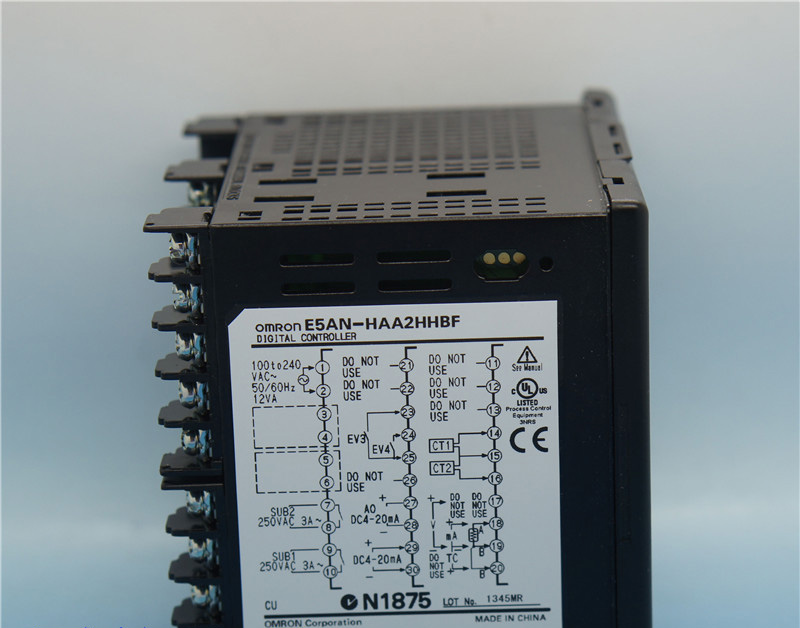 OMRON E5AN-HAA2HHBF
DIGITAL CONTROLLER
100 to 240
VAC~
50/60Hz
12VA
1
2
3
4
5
6
SUB2
250VAC 3A~
7
8
SUB1
250VAC 3A~
9
10
DO NOT
USE
21
DO NOT
USE
22
23
EV3
24
EV4
25
DO NOT
USE
26
AO
DC4-20mA
+
27
-
28
DC4-20mA
+
29
-
30
DO NOT
USE
11
DO NOT
USE
12
DO NOT
USE
13
CT1
14
15
CT2
16
DO
NOT
USE
DO
NOT
USE
17
+
V
-
+
mA
-
A
18
B
19
DO
NOT
USE
-
TC
+
B
20
See Manual
C UL US
LISTED
Process Control
Equipment
3NRS
CE
CU
N1875
LOT No. 1345MR
OMRON Corporation
MADE IN CHINA